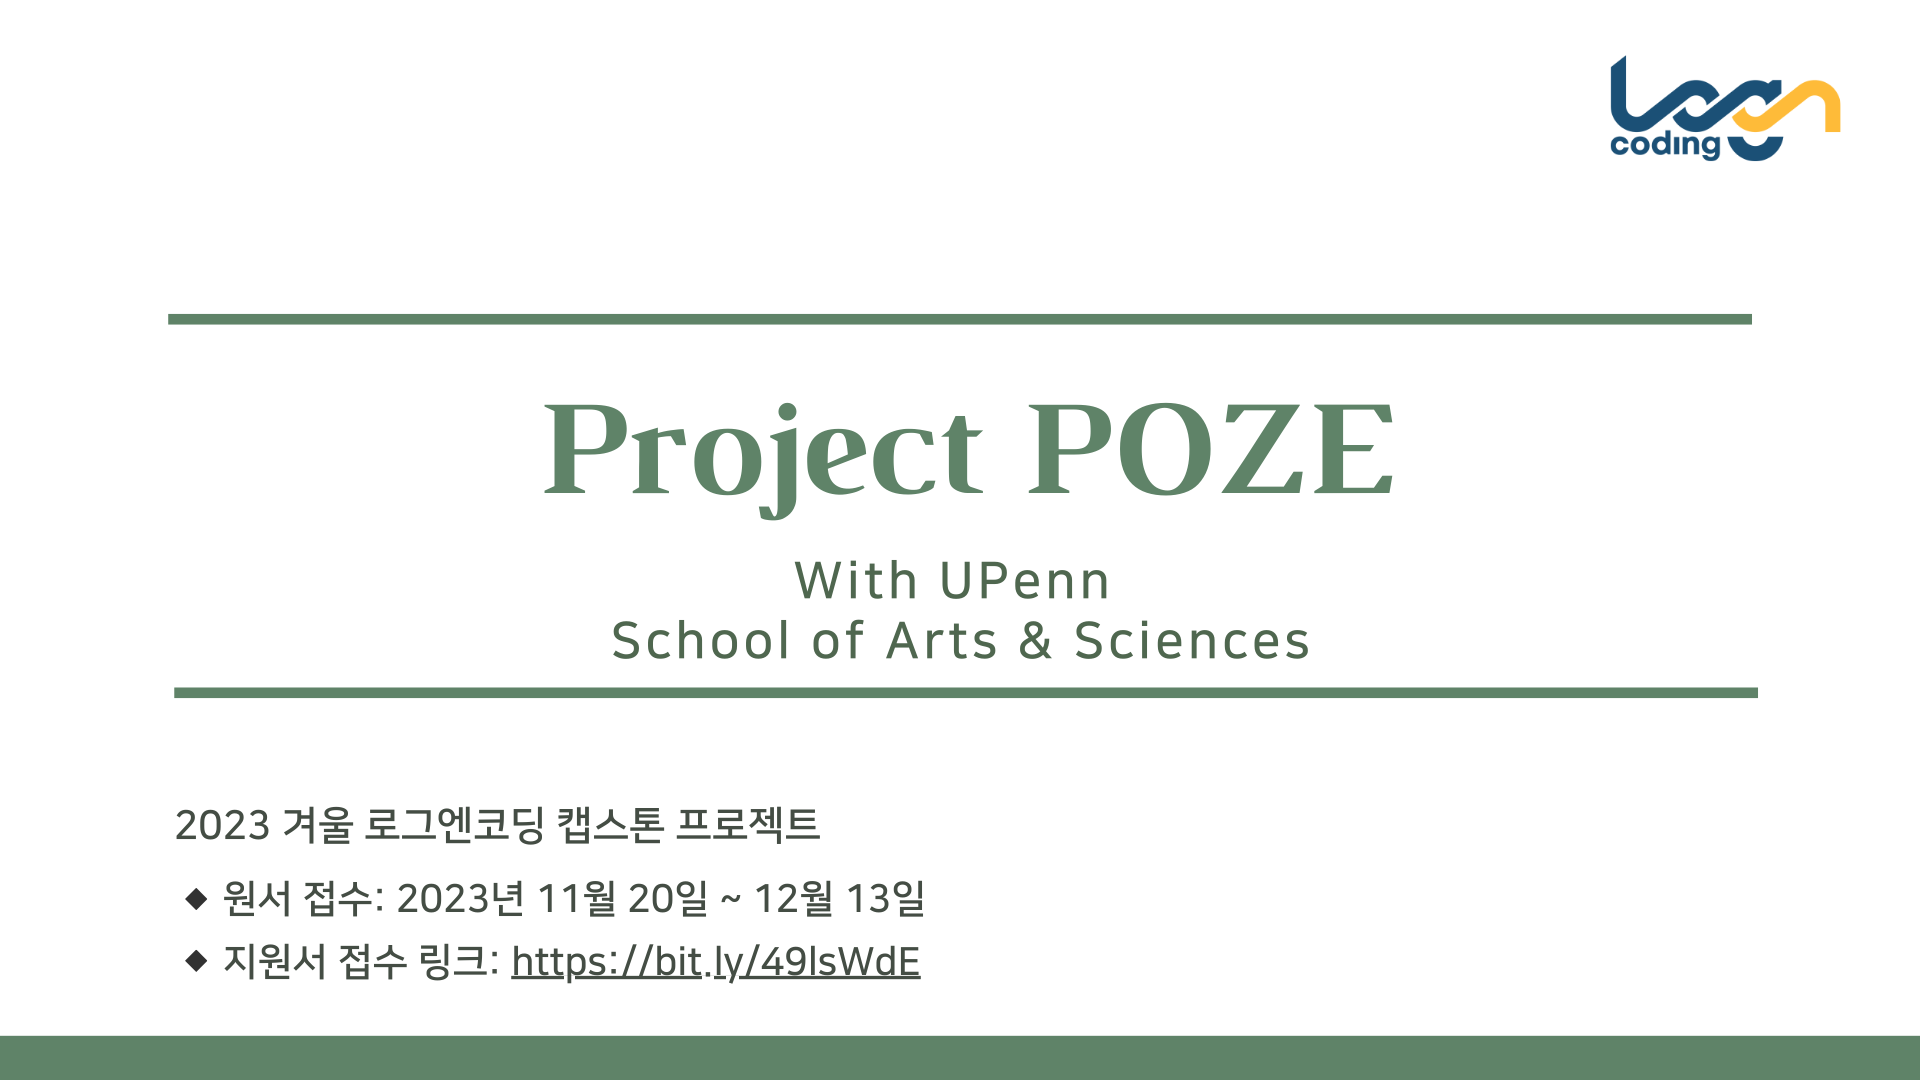 Logn
coding
Project POZE
With UPenn
School of Arts & Sciences
2023 겨울 로그엔코딩 캡스톤 프로젝트
◆ 원서 접수: 2023년 11월 20일 ~ 12월 13일
◆ 지원서 접수 링크: https://bit.ly/49lsWdE